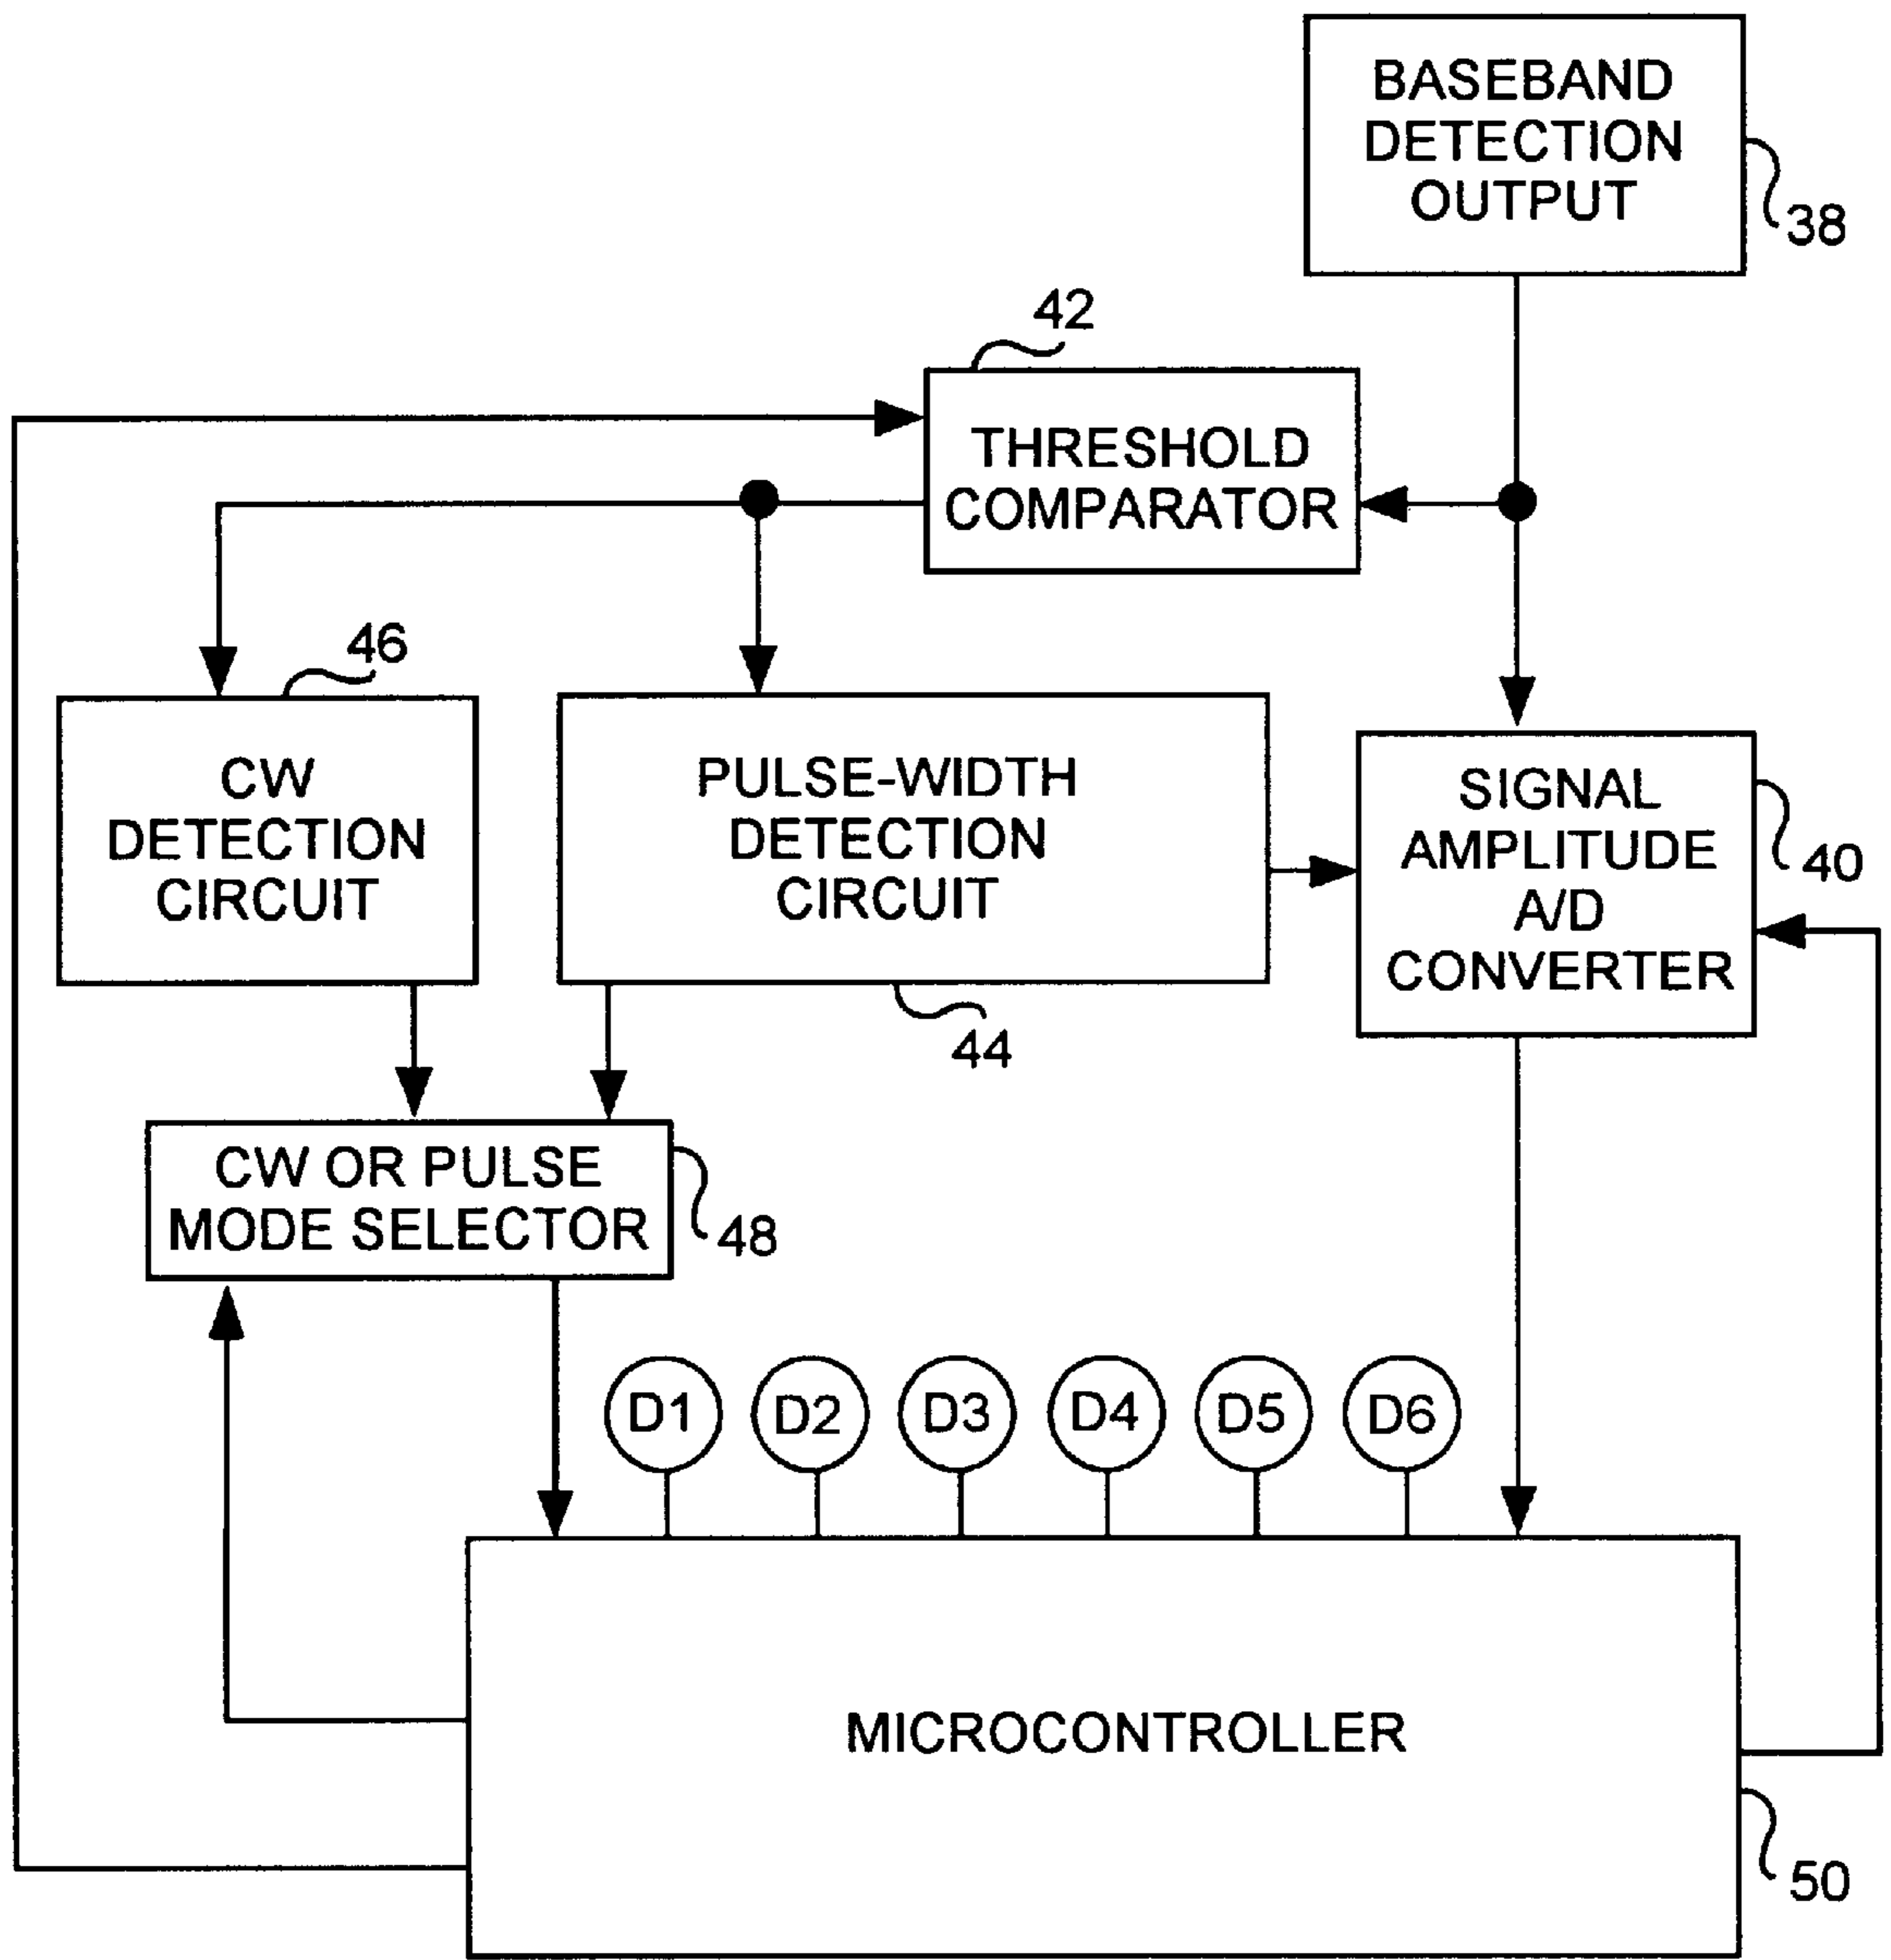 BASEBAND
DETECTION
OUTPUT
38
42
THRESHOLD
COMPARATOR
46
CW
DETECTION
CIRCUIT
PULSE-WIDTH
DETECTION
CIRCUIT
44
SIGNAL
AMPLITUDE
A/D
CONVERTER
40
CW OR PULSE
MODE SELECTOR
48
D1 D2 D3 D4 D5 D6
MICROCONTROLLER
50